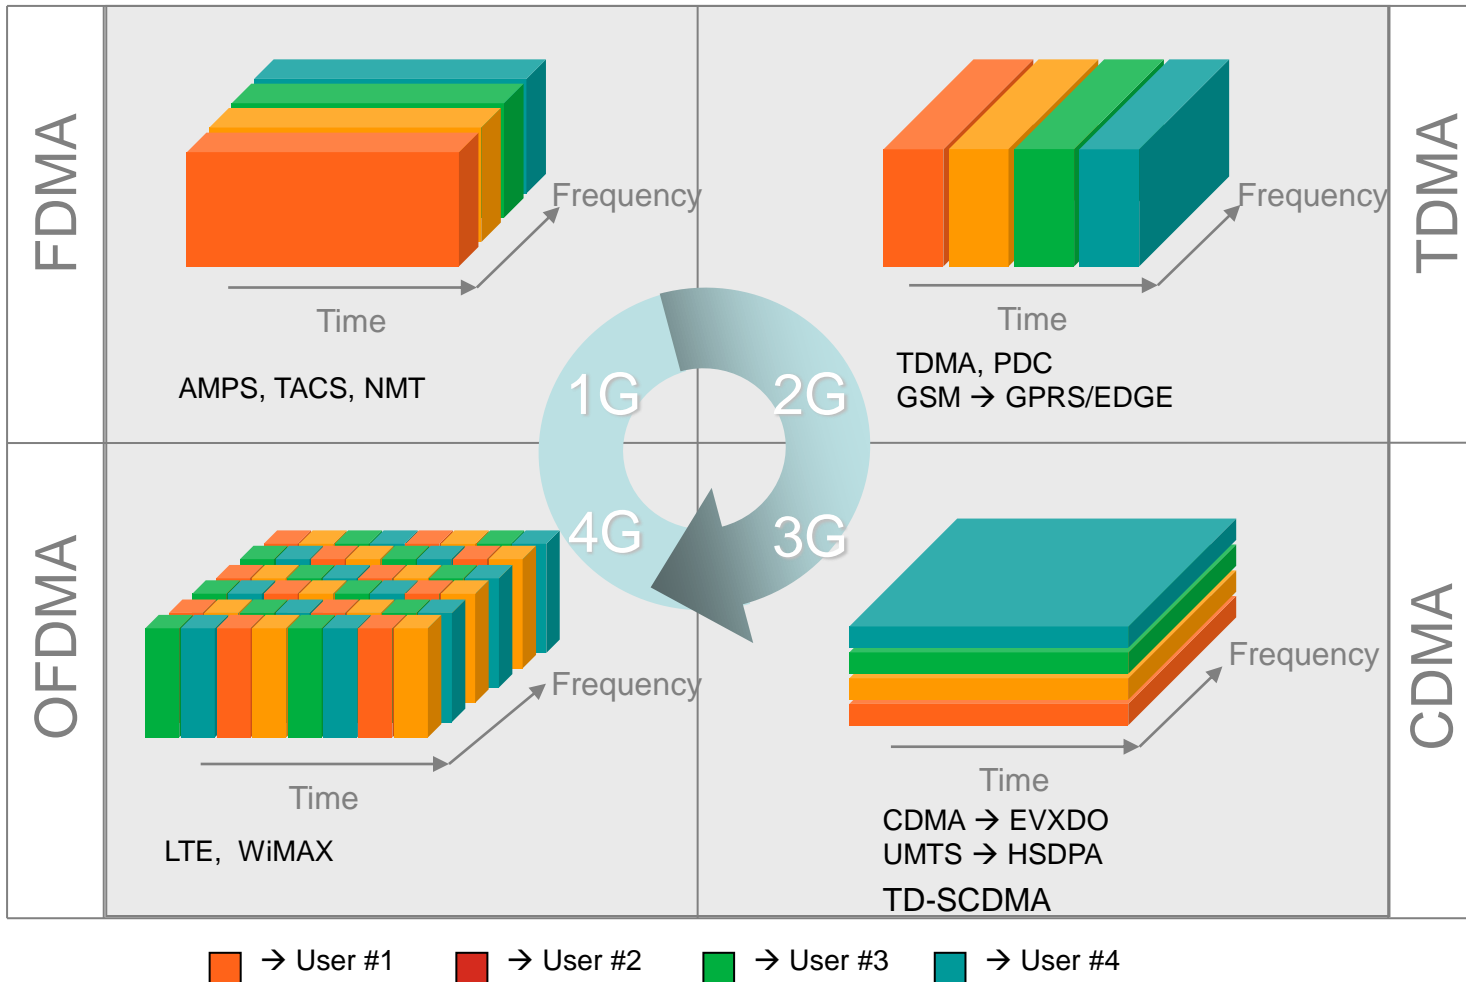 FDMA
Frequency
Time
AMPS, TACS, NMT
TDMA
Frequency
Time
TDMA, PDC
GSM → GPRS/EDGE
1G
2G
4G
3G
OFDMA
Frequency
Time
LTE, WiMAX
CDMA
Frequency
Time
CDMA → EVXDO
UMTS → HSDPA
TD-SCDMA
→ User #1
→ User #2
→ User #3
→ User #4